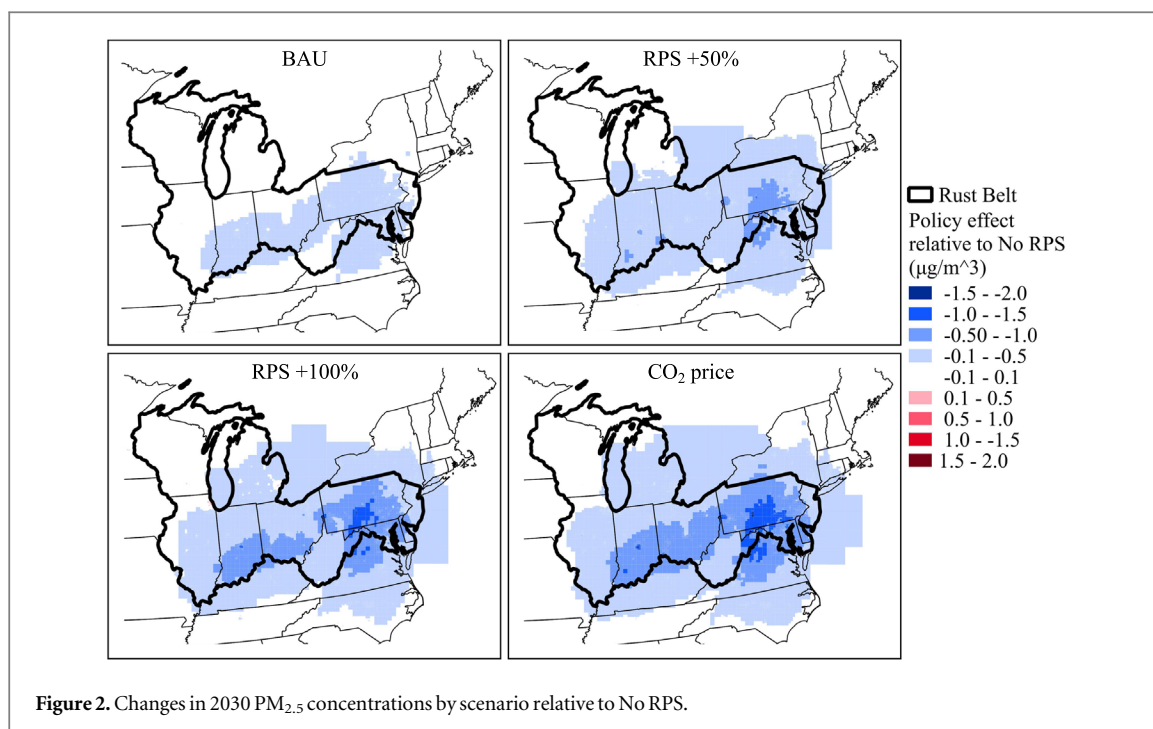 BAU
RPS +50%
RPS +100%
CO₂ price
Rust Belt
Policy effect
relative to No RPS
(µg/m^3)
-1.5 - -2.0
-1.0 - -1.5
-0.50 - -1.0
-0.1 - -0.5
-0.1 - 0.1
0.1 - 0.5
0.5 - 1.0
1.0 - -1.5
1.5 - 2.0
Figure 2. Changes in 2030 PM₂.₅ concentrations by scenario relative to No RPS.